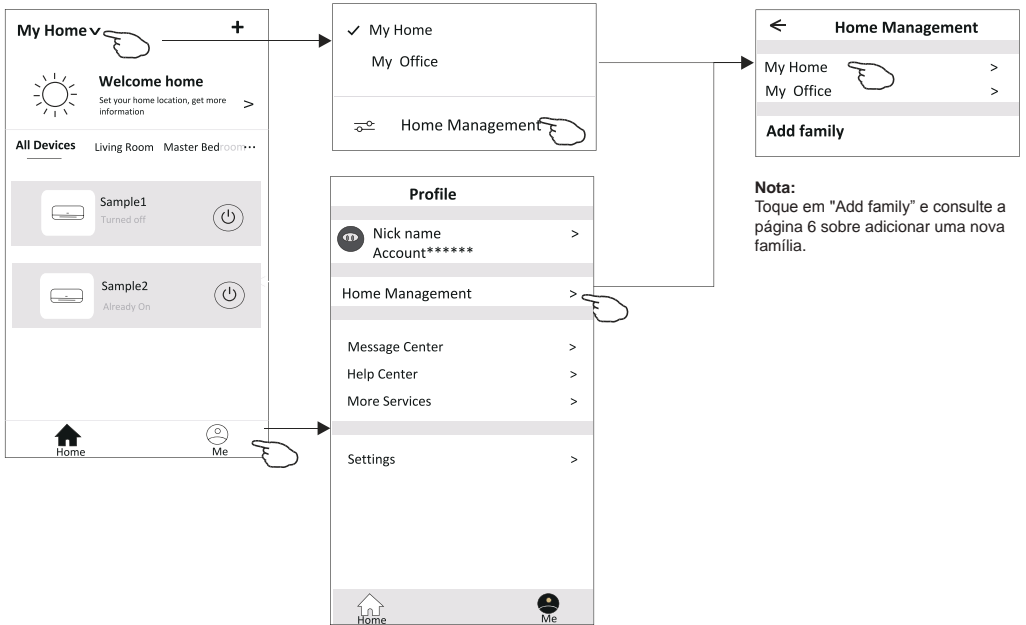 My Home
+
Welcome home
Set your home location, get more
information
>
All Devices Living Room Master Bedroom ...
Sample1
Turned off
Sample2
Already On
Home Me
✓ My Home
My Office
Home Management
Profile
Nick name >
Account******
Home Management >
Message Center >
Help Center >
More Services >
Settings >
Home Me
Home Management
My Home >
My Office >
Add family
Nota:
Toque em "Add family” e consulte a
página 6 sobre adicionar uma nova
família.